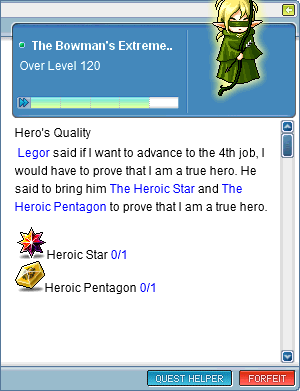 The Bowman's Extreme..
Over Level 120
Hero's Quality
Legor said if I want to advance to the 4th job, I
would have to prove that I am a true hero. He
said to bring him The Heroic Star and The
Heroic Pentagon to prove that I am a true hero.
Heroic Star 0/1
Heroic Pentagon 0/1
QUEST HELPER
FORFEIT